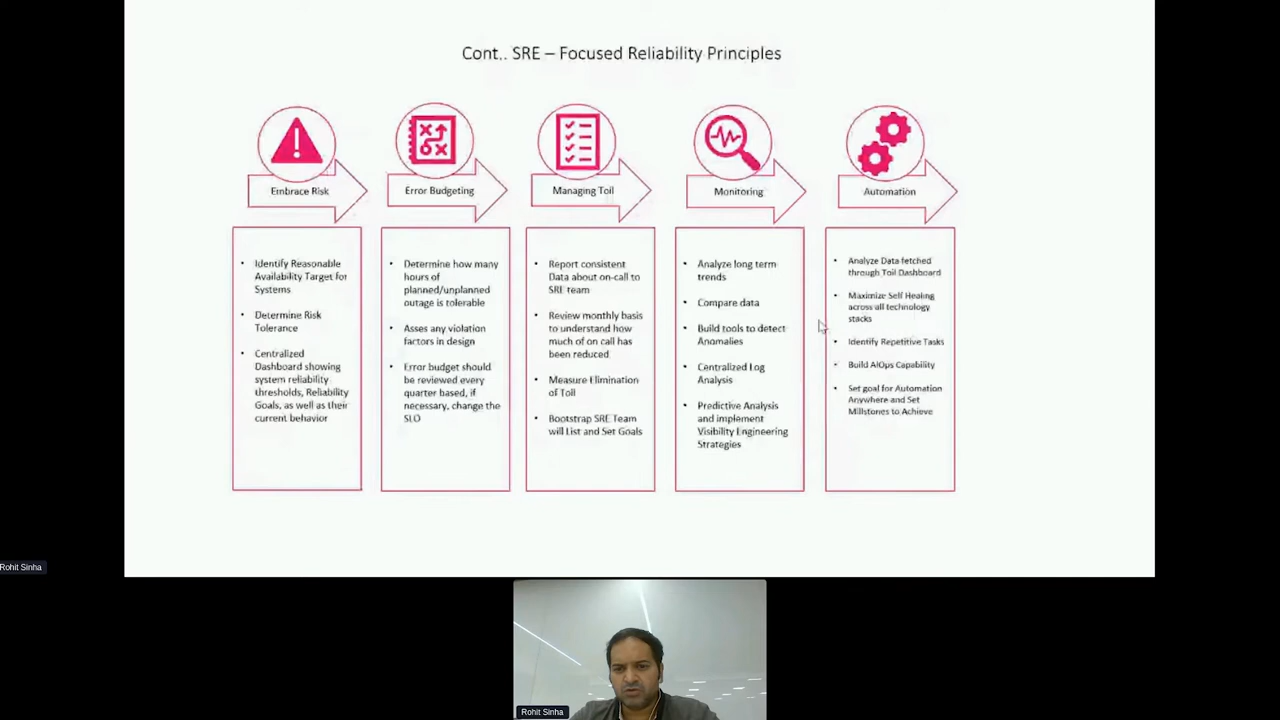 Cont.. SRE – Focused Reliability Principles
Embrace Risk
Error Budgeting
Managing Toil
Monitoring
Automation
• Identify Reasonable
Availability Target for
Systems
• Determine Risk
Tolerance
• Centralized
Dashboard showing
system reliability
thresholds, Reliability
Goals, as well as their
current behavior
• Determine how many
hours of
planned/unplanned
outage is tolerable
• Asses any violation
factors in design
• Error budget should
be reviewed every
quarter based, if
necessary, change the
SLO
• Report consistent
Data about on-call to
SRE team
• Review monthly basis
to understand how
much of on call has
been reduced
• Measure Elimination
of Toil
• Bootstrap SRE Team
will List and Set Goals
• Analyze long term
trends
• Compare data
• Build tools to detect
Anomalies
• Centralized Log
Analysis
• Predictive Analysis
and implement
Visibility Engineering
Strategies
• Analyze Data fetched
through Toil Dashboard
• Maximize Self Healing
across all technology
stacks
• Identify Repetitive Tasks
• Build AIOps Capability
• Set goal for Automation
Anywhere and Set
Millstones to Achieve
Rohit Sinha
Rohit Sinha